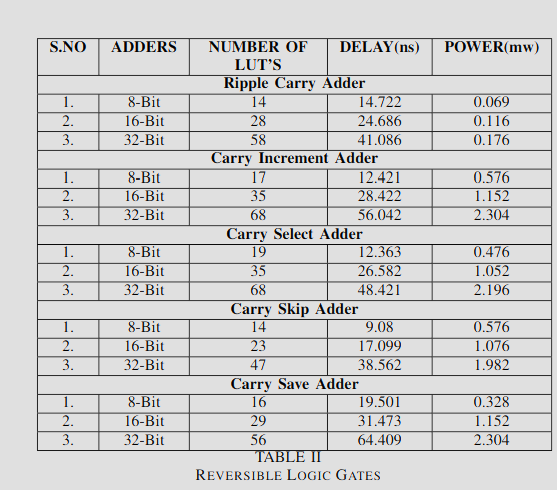 S.NO ADDERS NUMBER OF LUT'S DELAY(ns) POWER(mw)
Ripple Carry Adder
1. 8-Bit 14 14.722 0.069
2. 16-Bit 28 24.686 0.116
3. 32-Bit 58 41.086 0.176
Carry Increment Adder
1. 8-Bit 17 12.421 0.576
2. 16-Bit 35 28.422 1.152
3. 32-Bit 68 56.042 2.304
Carry Select Adder
1. 8-Bit 19 12.363 0.476
2. 16-Bit 35 26.582 1.052
3. 32-Bit 68 48.421 2.196
Carry Skip Adder
1. 8-Bit 14 9.08 0.576
2. 16-Bit 23 17.099 1.076
3. 32-Bit 47 38.562 1.982
Carry Save Adder
1. 8-Bit 16 19.501 0.328
2. 16-Bit 29 31.473 1.152
3. 32-Bit 56 64.409 2.304
TABLE II
REVERSIBLE LOGIC GATES